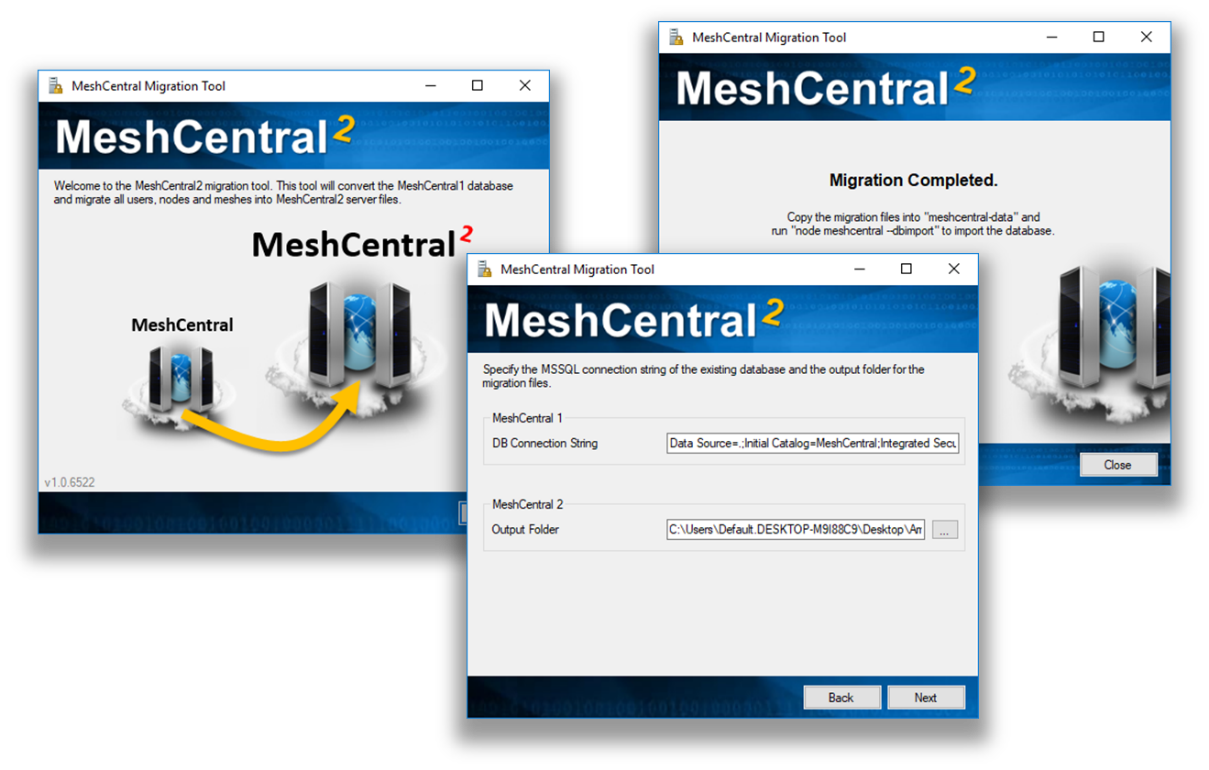 MeshCentral Migration Tool
MeshCentral 2
Welcome to the MeshCentral2 migration tool. This tool will convert the MeshCentral1 database
and migrate all users, nodes and meshes into MeshCentral2 server files.
MeshCentral 2
MeshCentral
v1.0.6522
MeshCentral Migration Tool
MeshCentral 2
Migration Completed.
Copy the migration files into "meshcentral-data" and
run "node meshcentral --dbimport" to import the database.
Close
MeshCentral Migration Tool
MeshCentral 2
Specify the MSSQL connection string of the existing database and the output folder for the
migration files.
MeshCentral 1
DB Connection String
Data Source=.;Initial Catalog=MeshCentral;Integrated Secu
MeshCentral 2
Output Folder
C:\Users\Default.DESKTOP-M9I88C9\Desktop\Am
...
Back
Next